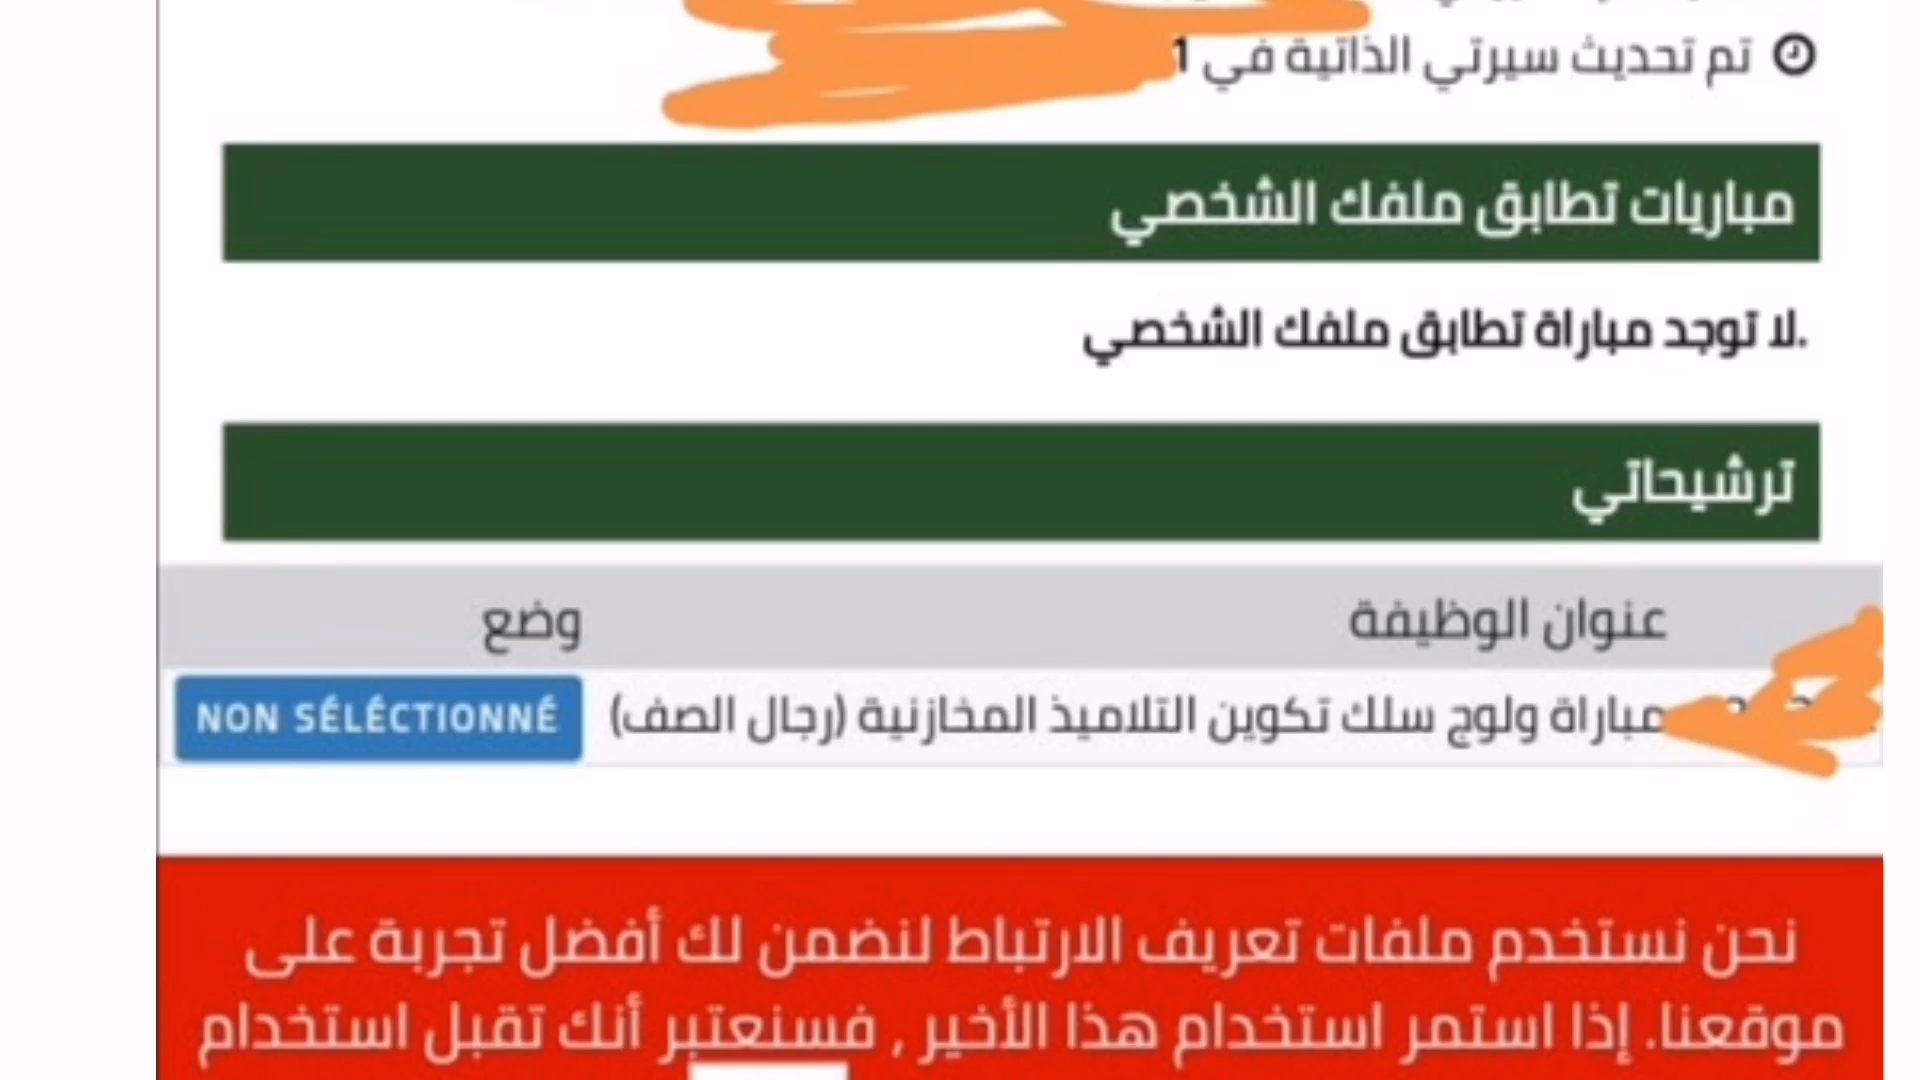 تم تحديث سيرتي الذاتية في 1
مباريات تطابق ملفك الشخصي
.لا توجد مباراة تطابق ملفك الشخصي
ترشيحاتي
عنوان الوظيفة وضع
مباراة ولوج سلك تكوين التلاميذ المخازنية (رجال الصف) NON SÉLÉCTIONNÉ
نحن نستخدم ملفات تعريف الارتباط لنضمن لك أفضل تجربة على
موقعنا. إذا استمر استخدام هذا الأخير , فسنعتبر أنك تقبل استخدام